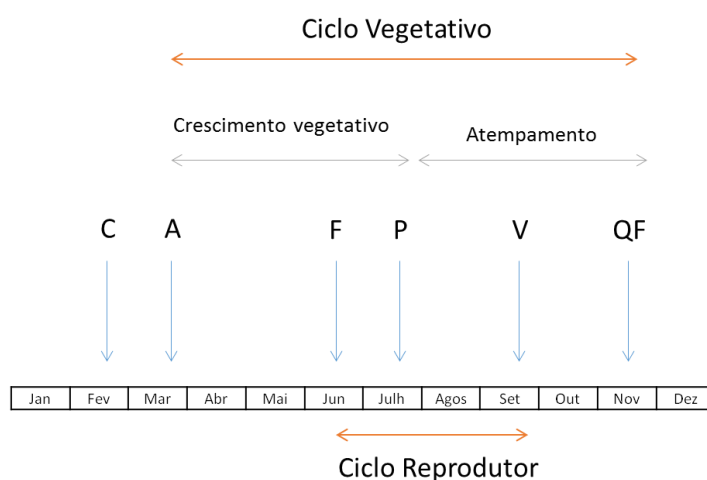 Ciclo Vegetativo
Crescimento vegetativo
Atempamento
C A F P V QF
Jan Fev Mar Abr Mai Jun Julh Agos Set Out Nov Dez
Ciclo Reprodutor